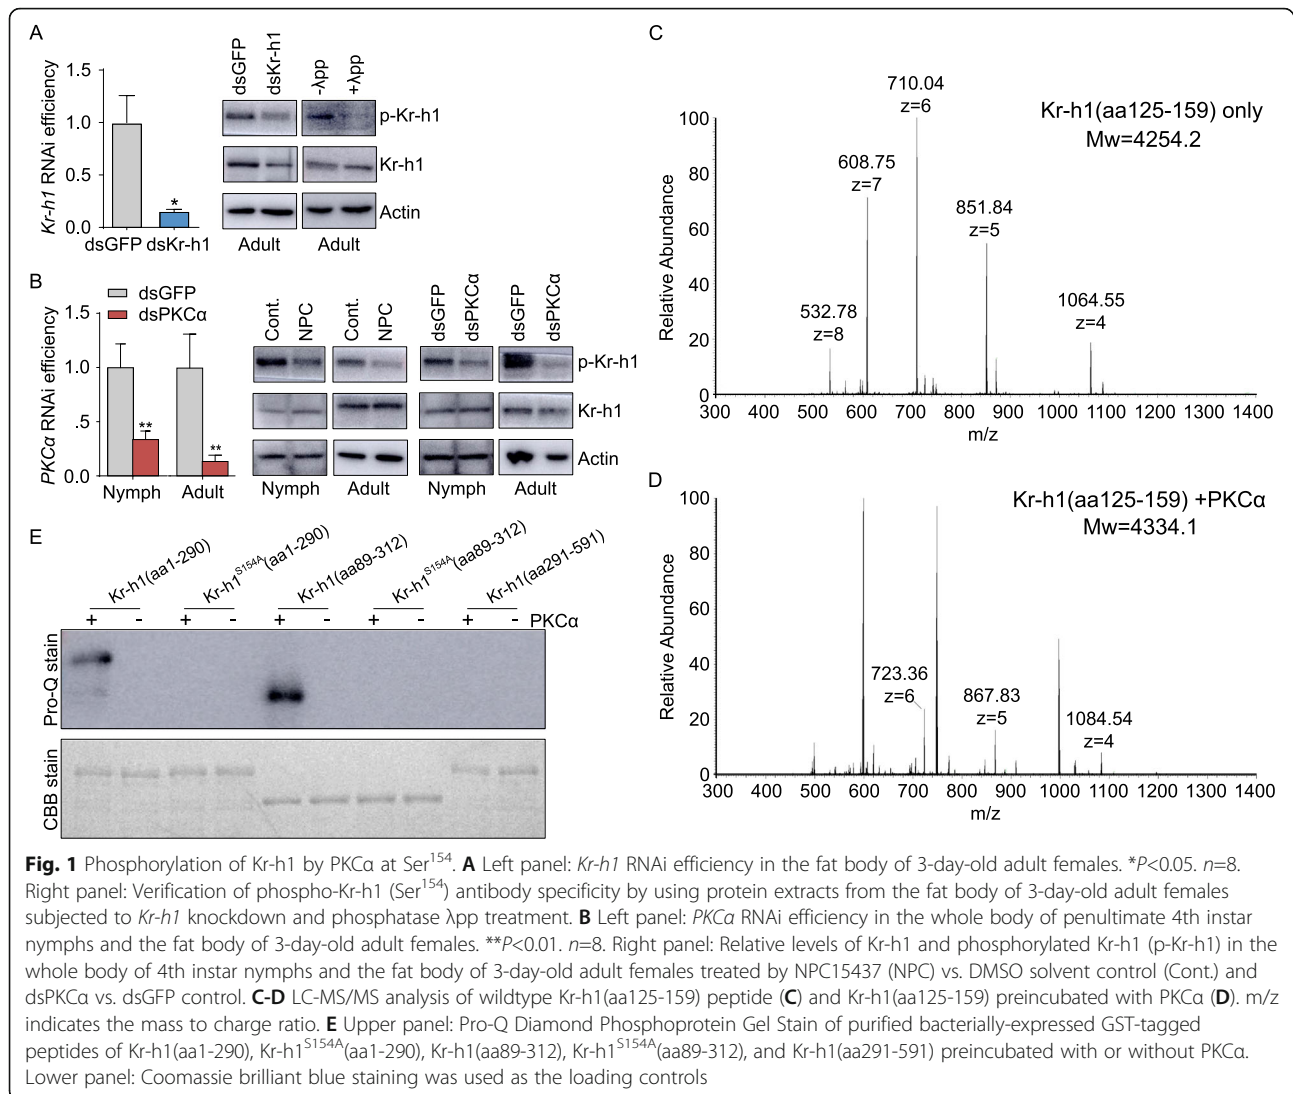 A
Kr-h1 RNAi efficiency
1.5
1.0
0.5
0.0
*
dsGFP dsKr-h1
dsGFP
dsKr-h1
-λpp
+λpp
p-Kr-h1
Kr-h1
Actin
Adult
Adult
B
dsGFP
dsPKCα
PKCα RNAi efficiency
1.5
1.0
.5
0.0
**
**
Nymph
Adult
Cont.
NPC
Cont.
NPC
dsGFP
dsPKCα
dsGFP
dsPKCα
p-Kr-h1
Kr-h1
Actin
Nymph
Adult
Nymph
Adult
C
Kr-h1(aa125-159) only
Mw=4254.2
Relative Abundance
100
80
60
40
20
0
532.78
z=8
608.75
z=7
710.04
z=6
851.84
z=5
1064.55
z=4
300 400 500 600 700 800 900 1000 1100 1200 1400
m/z
D
Kr-h1(aa125-159) +PKCα
Mw=4334.1
Relative Abundance
100
80
60
40
20
0
723.36
z=6
867.83
z=5
1084.54
z=4
300 400 500 600 700 800 900 1000 1100 1200 1400
m/z
E
Kr-h1(aa1-290)
Kr-h1S154A(aa1-290)
Kr-h1(aa89-312)
Kr-h1S154A(aa89-312)
Kr-h1(aa291-591)
+ - + - + - + - + - PKCα
Pro-Q stain
CBB stain
Fig. 1 Phosphorylation of Kr-h1 by PKCα at Ser154. A Left panel: Kr-h1 RNAi efficiency in the fat body of 3-day-old adult females. *P<0.05. n=8.
Right panel: Verification of phospho-Kr-h1 (Ser154) antibody specificity by using protein extracts from the fat body of 3-day-old adult females
subjected to Kr-h1 knockdown and phosphatase λpp treatment. B Left panel: PKCα RNAi efficiency in the whole body of penultimate 4th instar
nymphs and the fat body of 3-day-old adult females. **P<0.01. n=8. Right panel: Relative levels of Kr-h1 and phosphorylated Kr-h1 (p-Kr-h1) in the
whole body of 4th instar nymphs and the fat body of 3-day-old adult females treated by NPC15437 (NPC) vs. DMSO solvent control (Cont.) and
dsPKCα vs. dsGFP control. C-D LC-MS/MS analysis of wildtype Kr-h1(aa125-159) peptide (C) and Kr-h1(aa125-159) preincubated with PKCα (D). m/z
indicates the mass to charge ratio. E Upper panel: Pro-Q Diamond Phosphoprotein Gel Stain of purified bacterially-expressed GST-tagged
peptides of Kr-h1(aa1-290), Kr-h1S154A(aa1-290), Kr-h1(aa89-312), Kr-h1S154A(aa89-312), and Kr-h1(aa291-591) preincubated with or without PKCα.
Lower panel: Coomassie brilliant blue staining was used as the loading controls